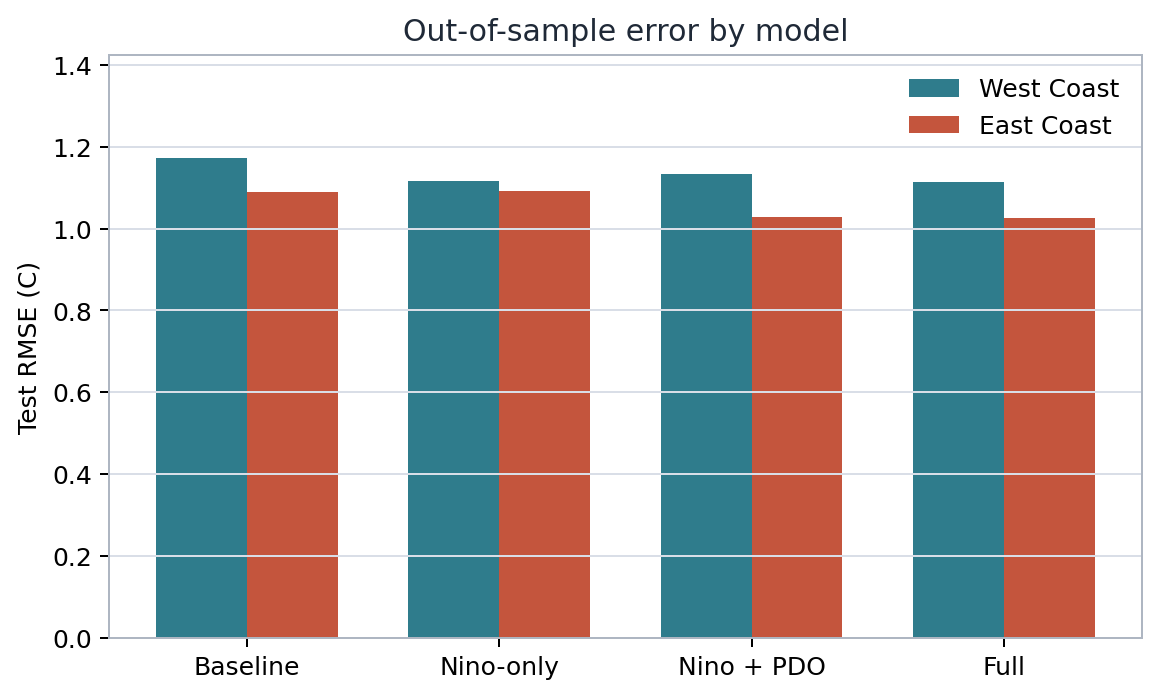 Out-of-sample error by model
West Coast
East Coast
Test RMSE (C)
1.4
1.2
1.0
0.8
0.6
0.4
0.2
0.0
Baseline
Nino-only
Nino + PDO
Full